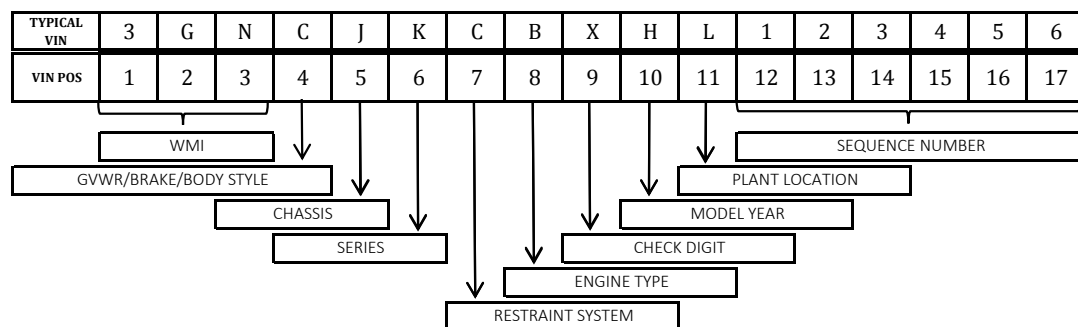 TYPICAL VIN 3 G N C J K C B X H L 1 2 3 4 5 6
VIN POS 1 2 3 4 5 6 7 8 9 10 11 12 13 14 15 16 17
WMI SEQUENCE NUMBER
GVWR/BRAKE/BODY STYLE PLANT LOCATION
CHASSIS MODEL YEAR
SERIES CHECK DIGIT
ENGINE TYPE
RESTRAINT SYSTEM